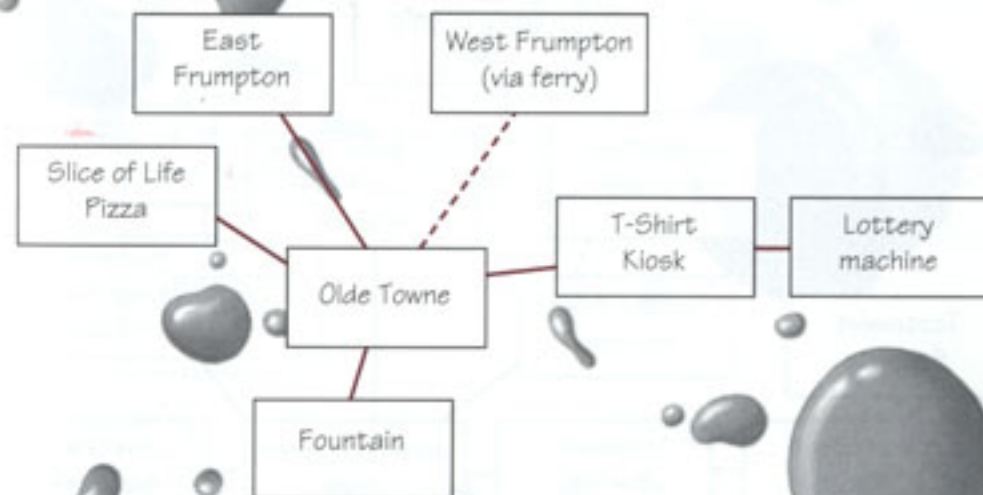 East
Frumpton
West Frumpton
(via ferry)
Slice of Life
Pizza
T-Shirt
Kiosk
Lottery
machine
Olde Towne
Fountain